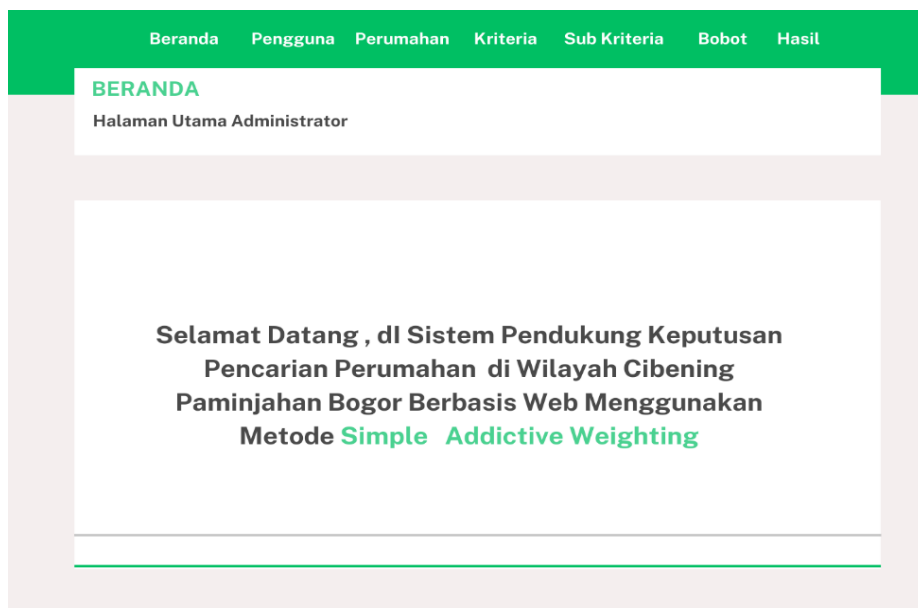 Beranda Pengguna Perumahan Kriteria Sub Kriteria Bobot Hasil
BERANDA
Halaman Utama Administrator
Selamat Datang , dI Sistem Pendukung Keputusan
Pencarian Perumahan di Wilayah Cibening
Paminjahan Bogor Berbasis Web Menggunakan
Metode Simple Addictive Weighting